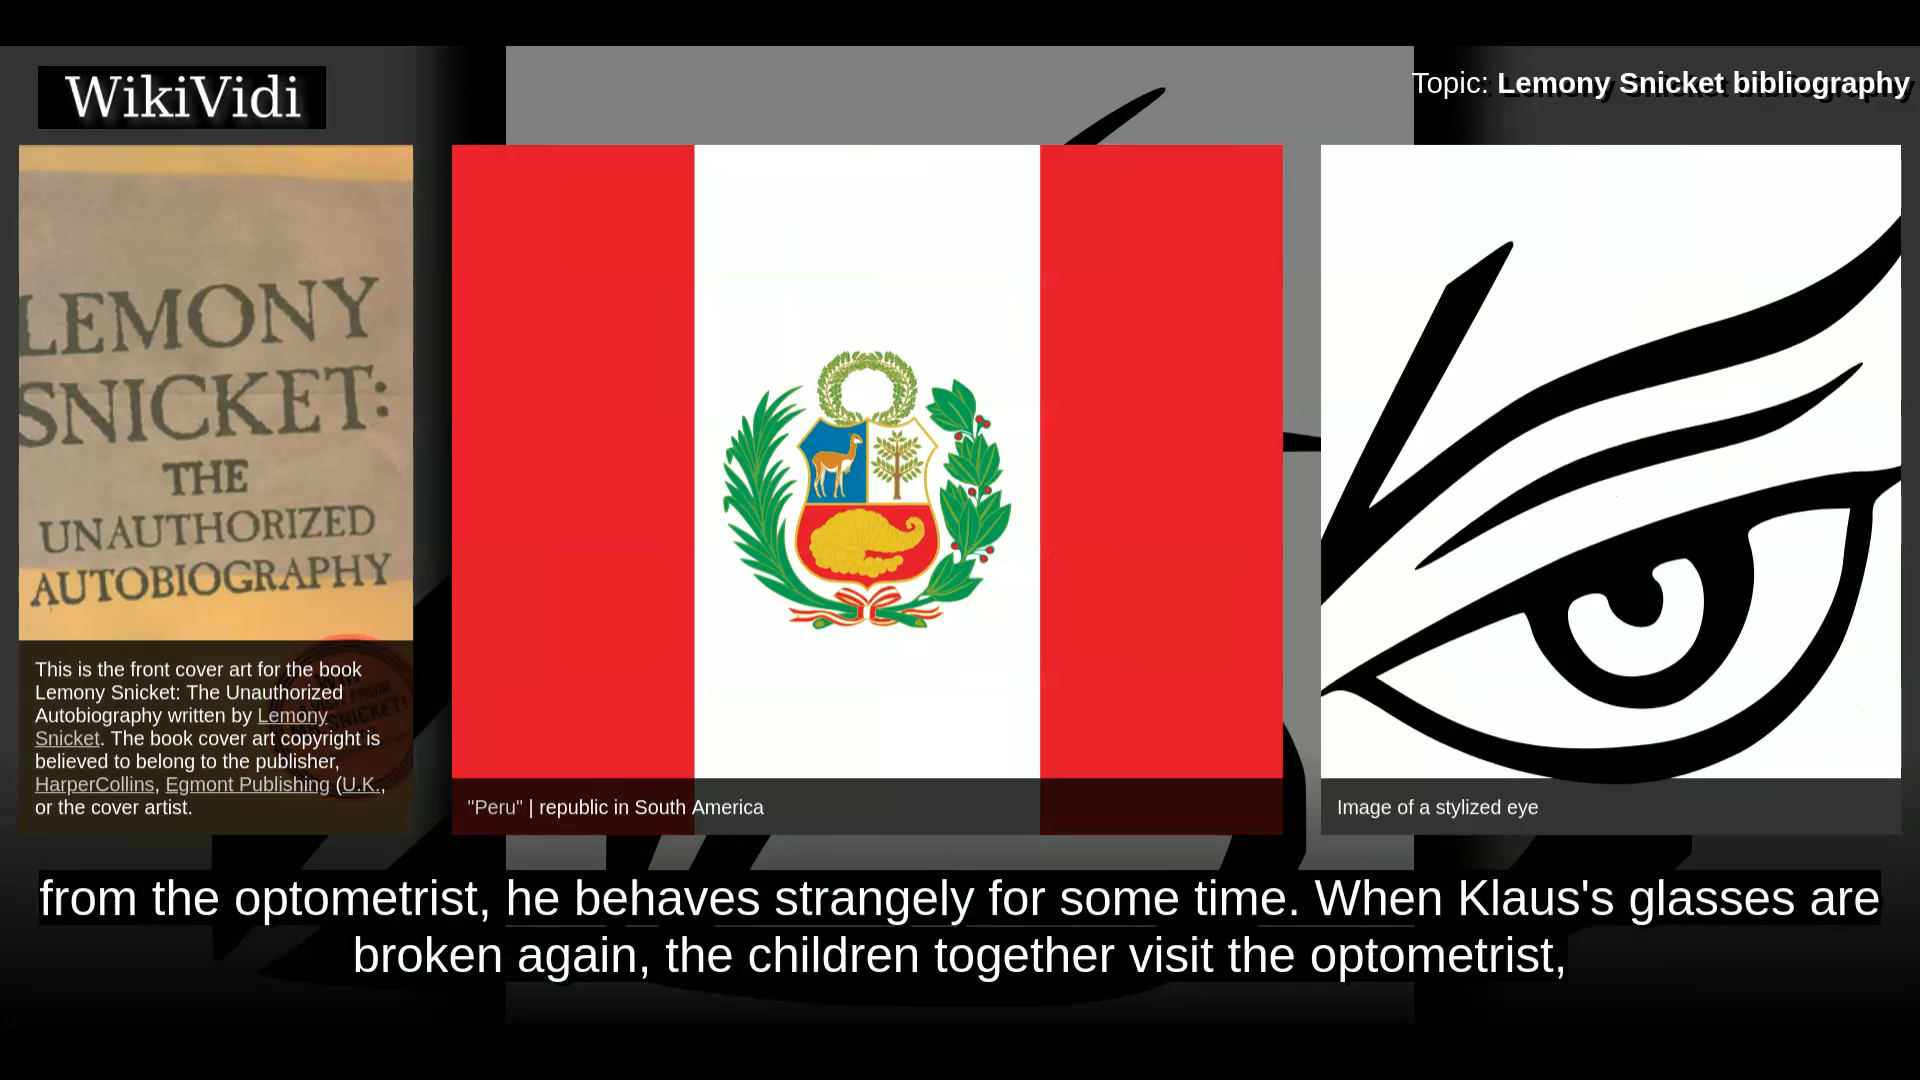 WikiVidi
Topic: Lemony Snicket bibliography
LEMONY
SNICKET:
THE
UNAUTHORIZED
AUTOBIOGRAPHY
This is the front cover art for the book
Lemony Snicket: The Unauthorized
Autobiography written by Lemony
Snicket. The book cover art copyright is
believed to belong to the publisher,
HarperCollins, Egmont Publishing (U.K.,
or the cover artist.
"Peru" | republic in South America
Image of a stylized eye
from the optometrist, he behaves strangely for some time. When Klaus's glasses are
broken again, the children together visit the optometrist,